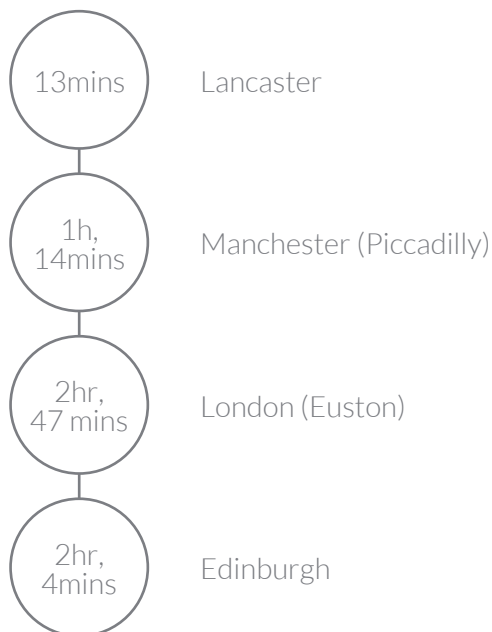 13mins
Lancaster
1h,
14mins
Manchester (Piccadilly)
2hr,
47 mins
London (Euston)
2hr,
4mins
Edinburgh